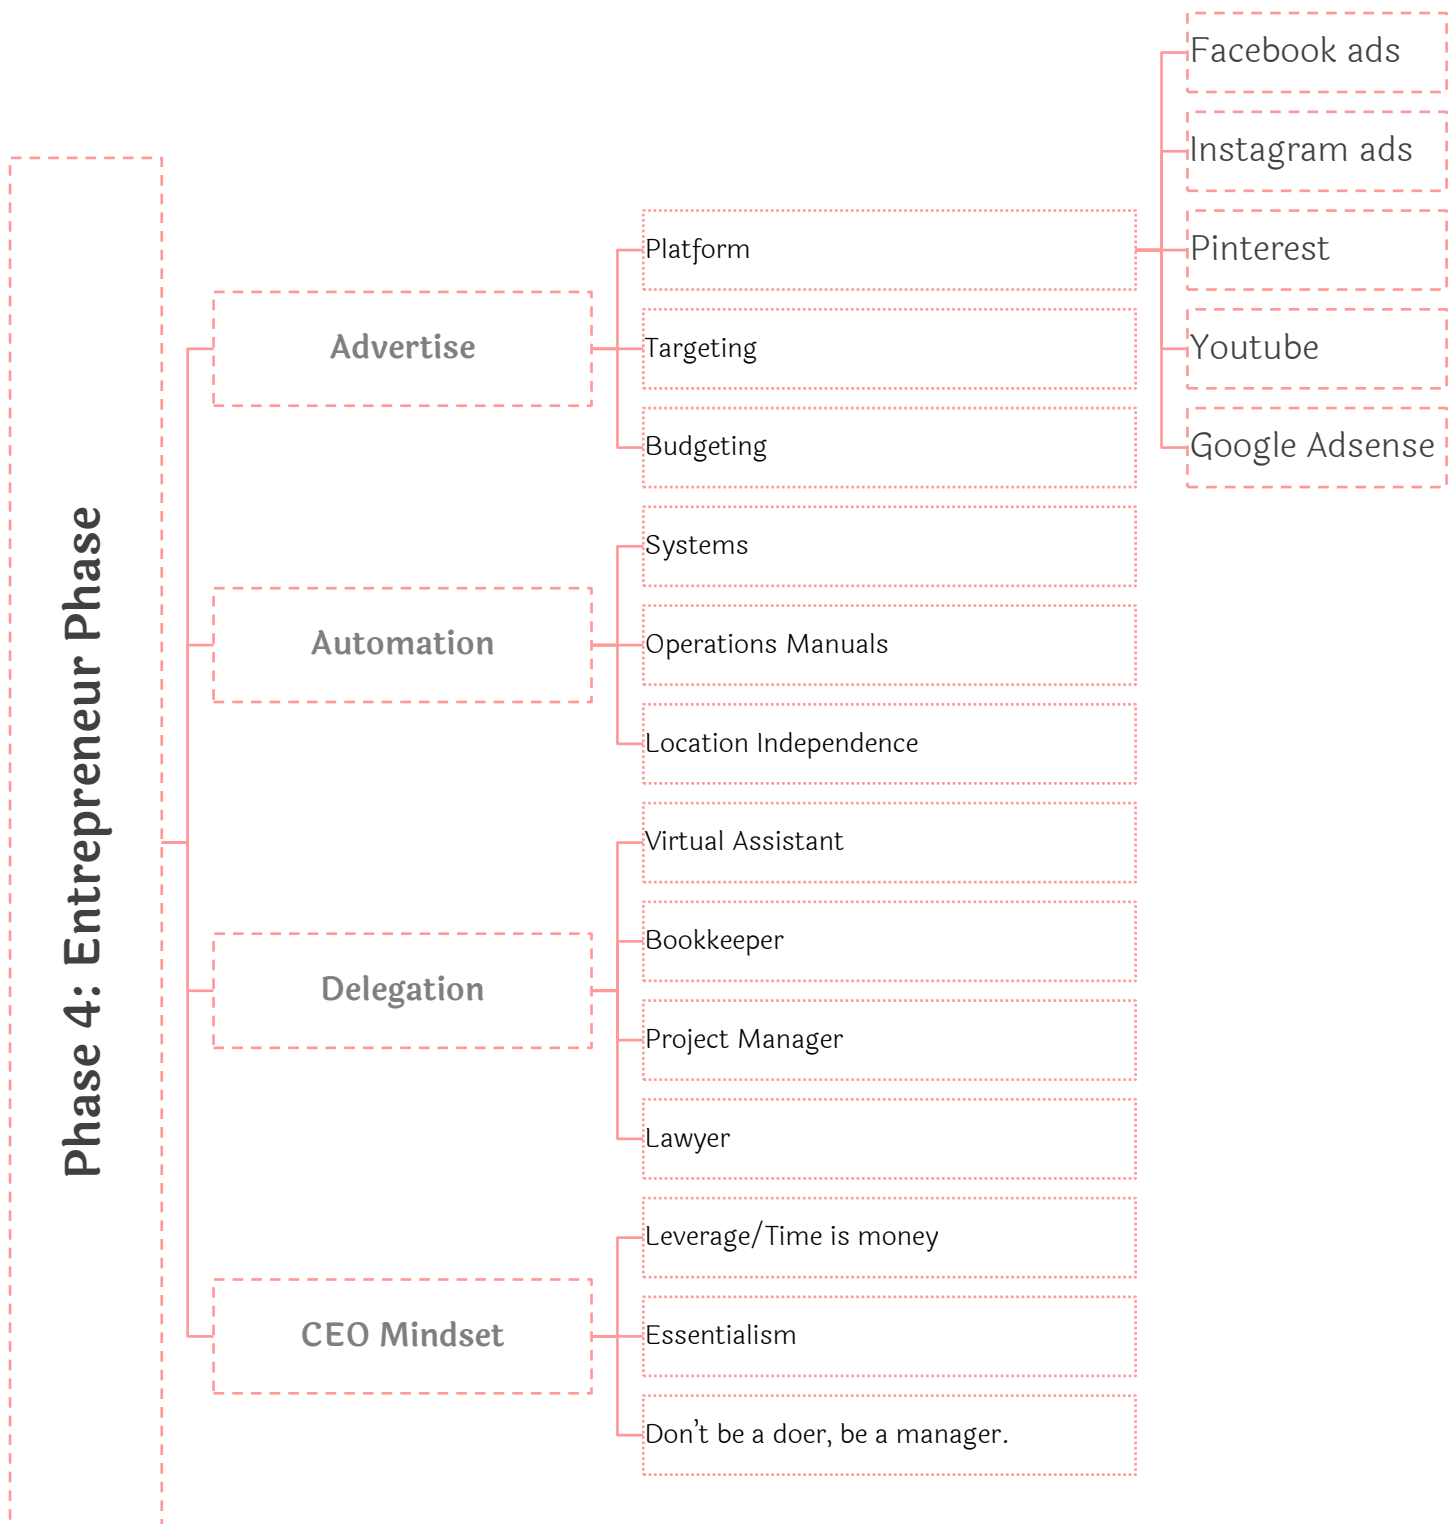 Phase 4: Entrepreneur Phase
Advertise
Platform
Facebook ads
Instagram ads
Pinterest
Youtube
Google Adsense
Targeting
Budgeting
Automation
Systems
Operations Manuals
Location Independence
Delegation
Virtual Assistant
Bookkeeper
Project Manager
Lawyer
CEO Mindset
Leverage/Time is money
Essentialism
Don’t be a doer, be a manager.